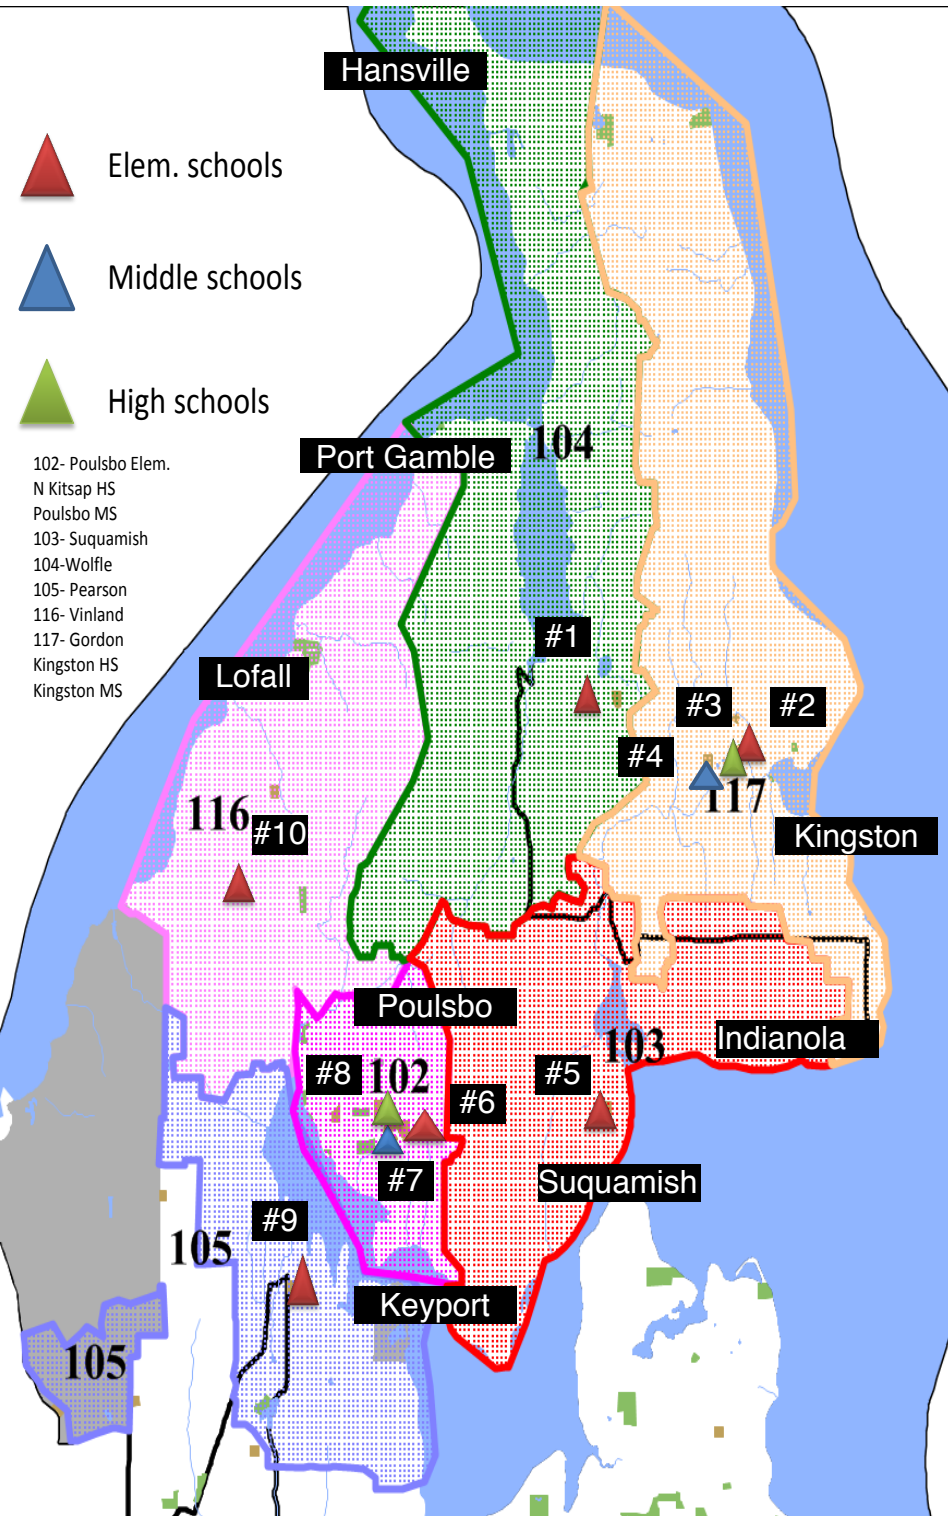 Hansville
Elem. schools
Middle schools
High schools
102- Poulsbo Elem.
N Kitsap HS
Poulsbo MS
103- Suquamish
104-Wolfle
105- Pearson
116- Vinland
117- Gordon
Kingston HS
Kingston MS
Port Gamble
104
#1
Lofall
#3
#2
#4
117
116
#10
Kingston
Poulsbo
Indianola
103
#8
102
#5
#6
#7
Suquamish
#9
105
Keyport
105